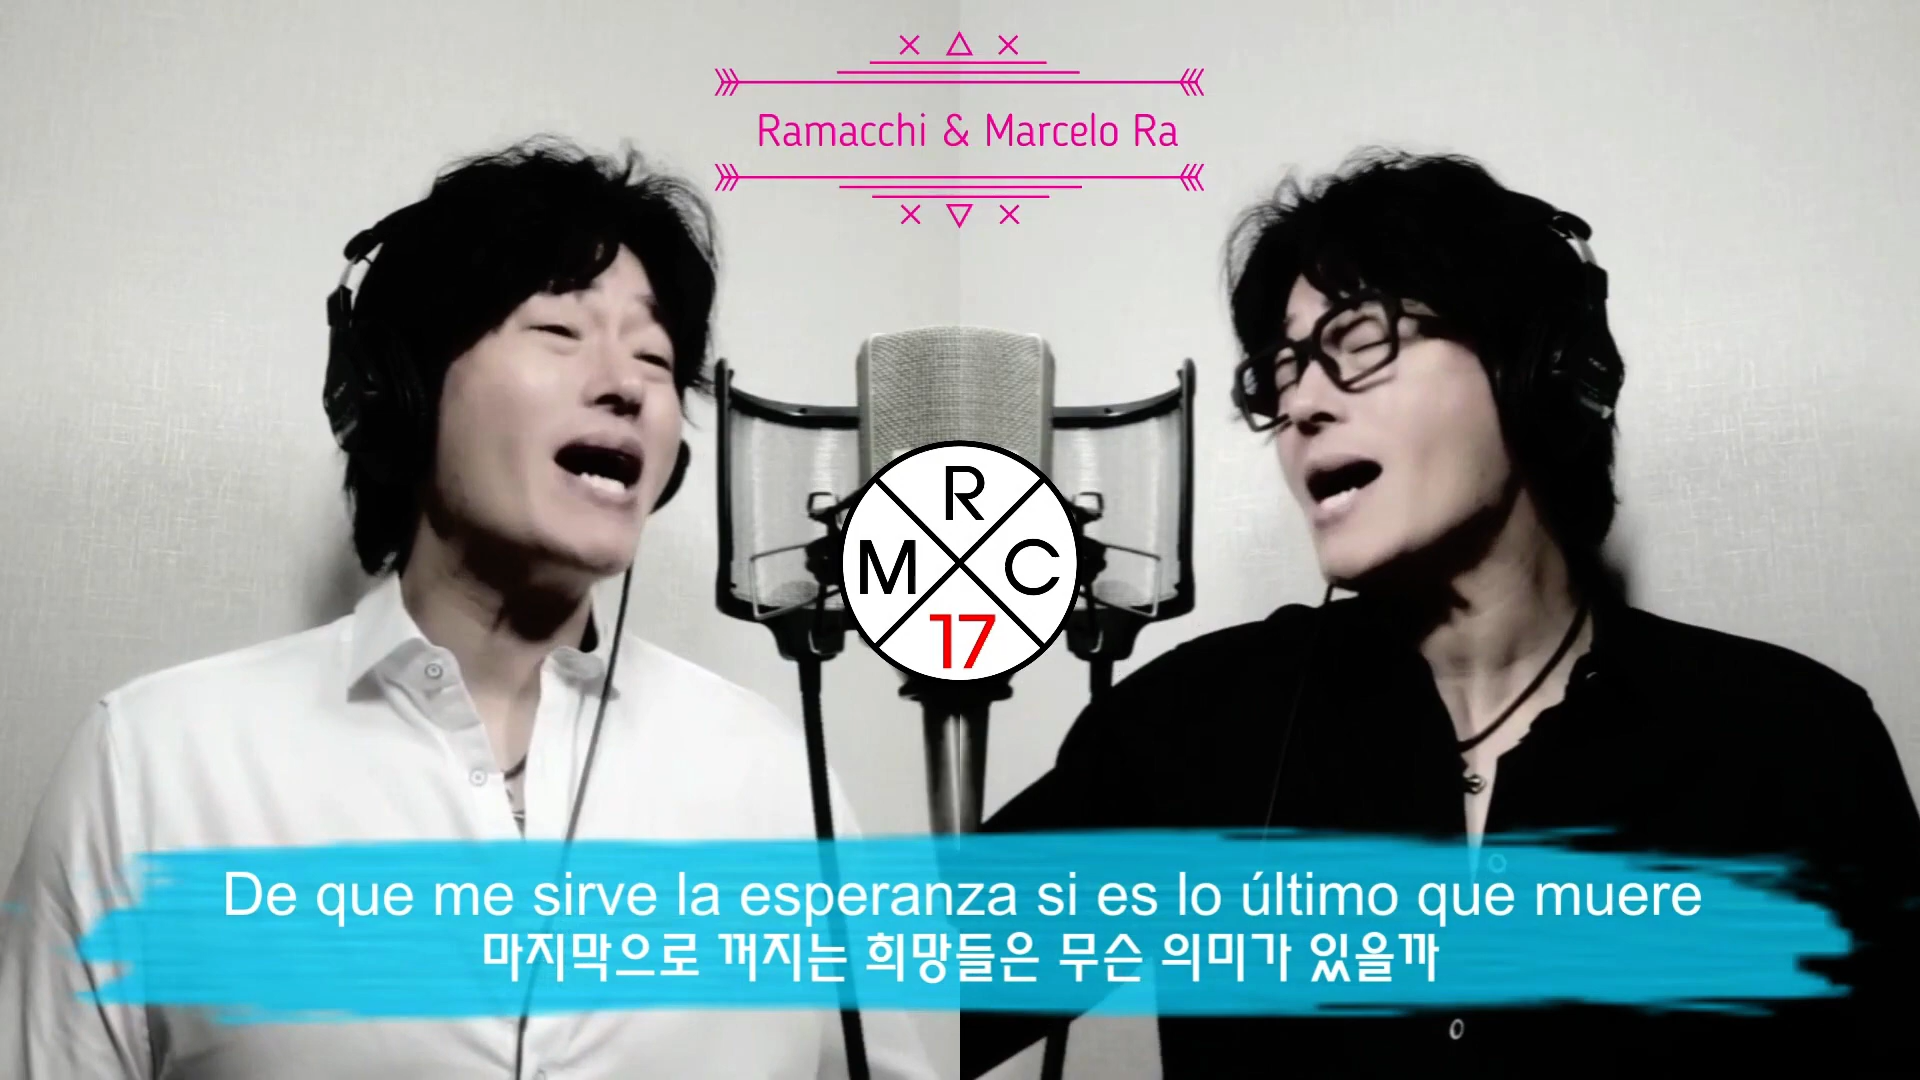 Ramacchi & Marcelo Ra
R
M C
17
De que me sirve la esperanza si es lo último que muere
마지막으로 꺼지는 희망들은 무슨 의미가 있을까